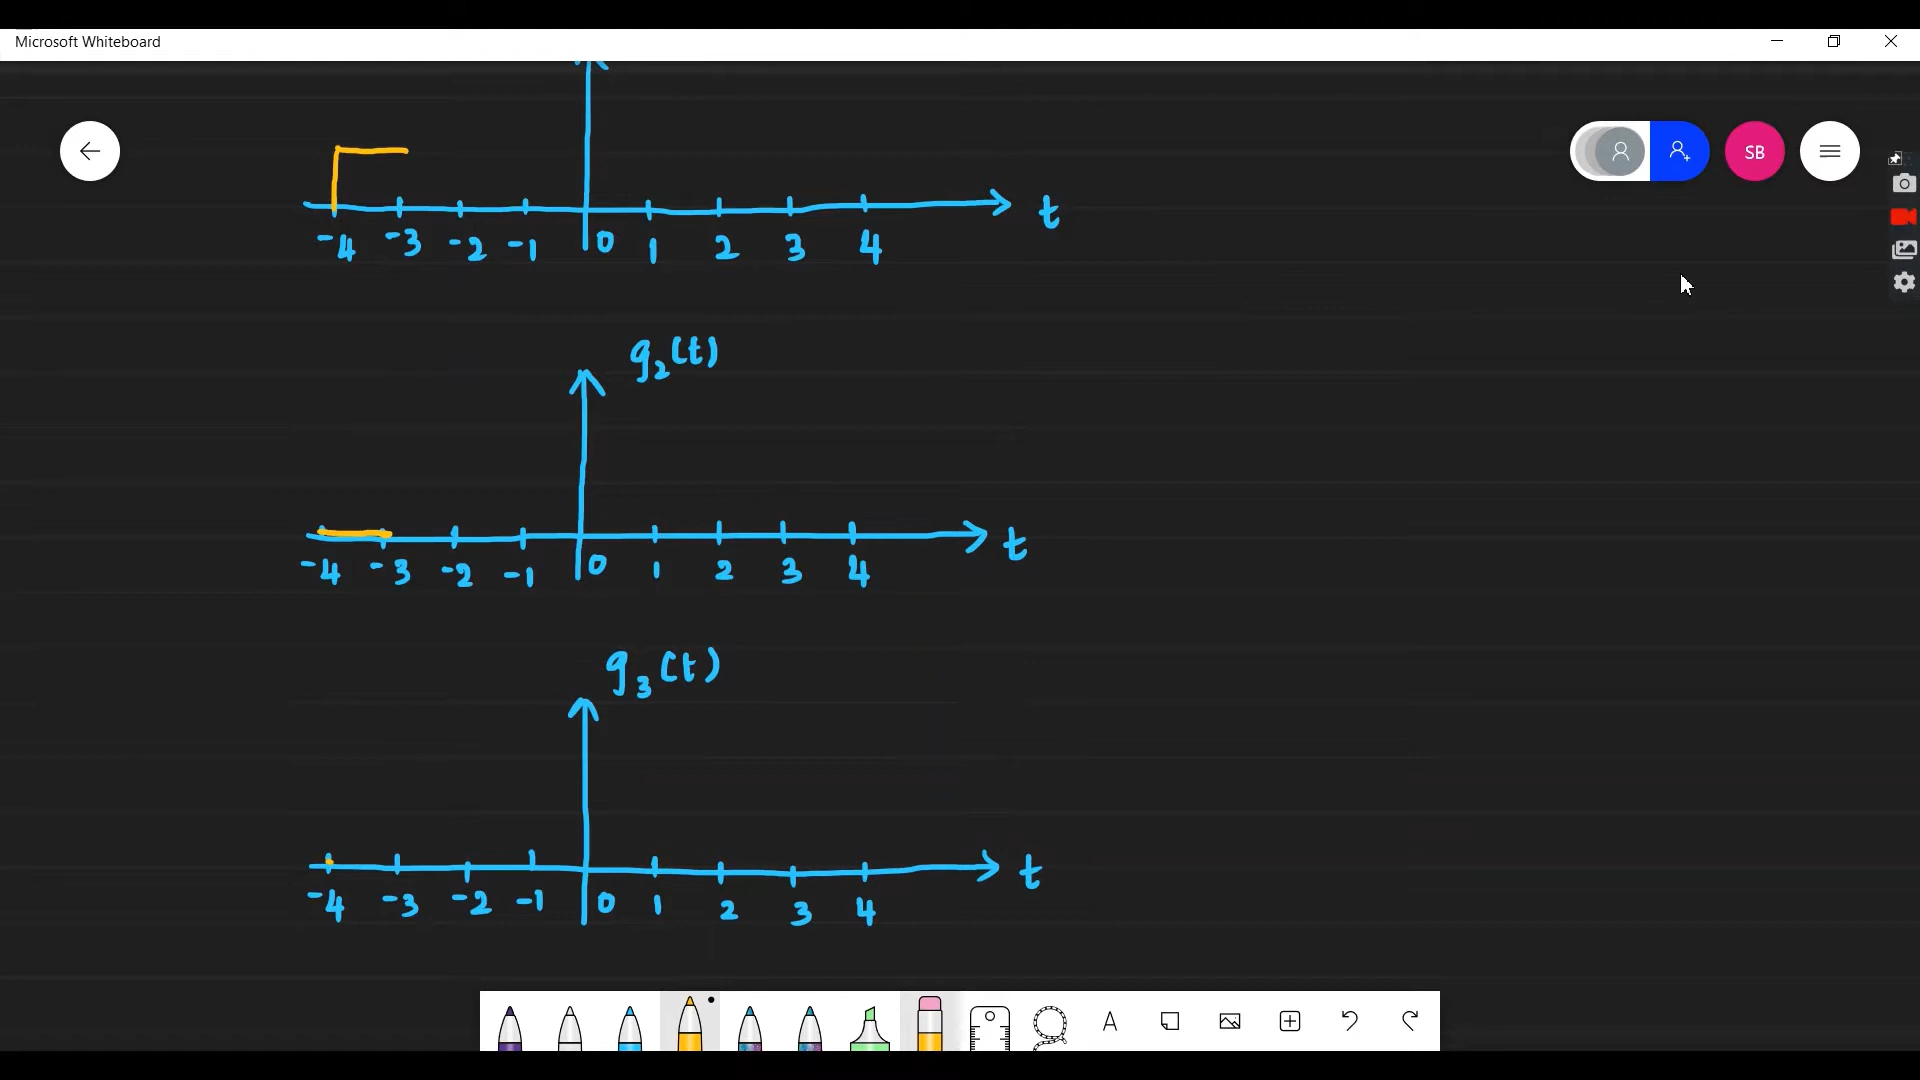 Microsoft Whiteboard
SB
t
-4 -3 -2 -1 0 1 2 3 4
g2(t)
t
-4 -3 -2 -1 0 1 2 3 4
g3(t)
t
-4 -3 -2 -1 0 1 2 3 4
A